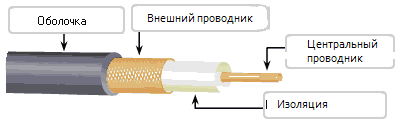 Оболочка
Внешний проводник
Центральный
проводник
Изоляция